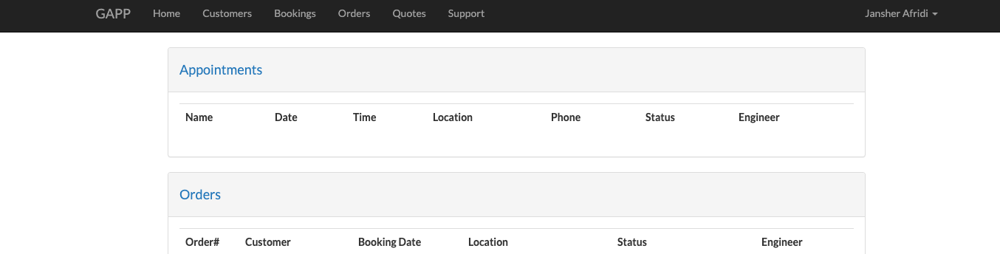 GAPP Home Customers Bookings Orders Quotes Support Jansher Afridi
Appointments
Name Date Time Location Phone Status Engineer
Orders
Order# Customer Booking Date Location Status Engineer